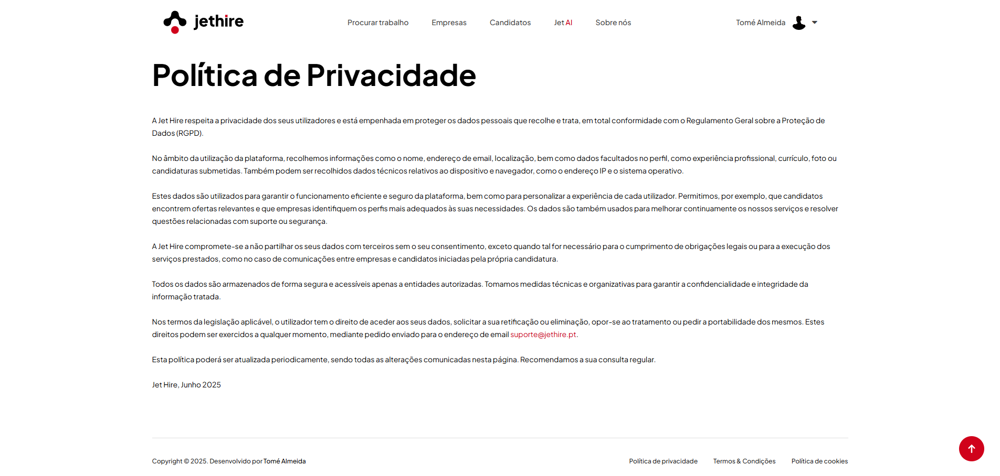 jethire
Procurar trabalho
Empresas
Candidatos
Jet AI
Sobre nós
Tomé Almeida
Política de Privacidade
A Jet Hire respeita a privacidade dos seus utilizadores e está empenhada em proteger os dados pessoais que recolhe e trata, em total conformidade com o Regulamento Geral sobre a Proteção de
Dados (RGPD).
No âmbito da utilização da plataforma, recolhemos informações como o nome, endereço de email, localização, bem como dados facultados no perfil, como experiência profissional, currículo, foto ou
candidaturas submetidas. Também podem ser recolhidos dados técnicos relativos ao dispositivo e navegador, como o endereço IP e o sistema operativo.
Estes dados são utilizados para garantir o funcionamento eficiente e seguro da plataforma, bem como para personalizar a experiência de cada utilizador. Permitimos, por exemplo, que candidatos
encontrem ofertas relevantes e que empresas identifiquem os perfis mais adequados às suas necessidades. Os dados são também usados para melhorar continuamente os nossos serviços e resolver
questões relacionadas com suporte ou segurança.
A Jet Hire compromete-se a não partilhar os seus dados com terceiros sem o seu consentimento, exceto quando tal for necessário para o cumprimento de obrigações legais ou para a execução dos
serviços prestados, como no caso de comunicações entre empresas e candidatos iniciadas pela própria candidatura.
Todos os dados são armazenados de forma segura e acessíveis apenas a entidades autorizadas. Tomamos medidas técnicas e organizativas para garantir a confidencialidade e integridade da
informação tratada.
Nos termos da legislação aplicável, o utilizador tem o direito de aceder aos seus dados, solicitar a sua retificação ou eliminação, opor-se ao tratamento ou pedir a portabilidade dos mesmos. Estes
direitos podem ser exercidos a qualquer momento, mediante pedido enviado para o endereço de email suporte@jethire.pt.
Esta política poderá ser atualizada periodicamente, sendo todas as alterações comunicadas nesta página. Recomendamos a sua consulta regular.
Jet Hire, Junho 2025
Copyright © 2025. Desenvolvido por Tomé Almeida
Política de privacidade
Termos & Condições
Política de cookies